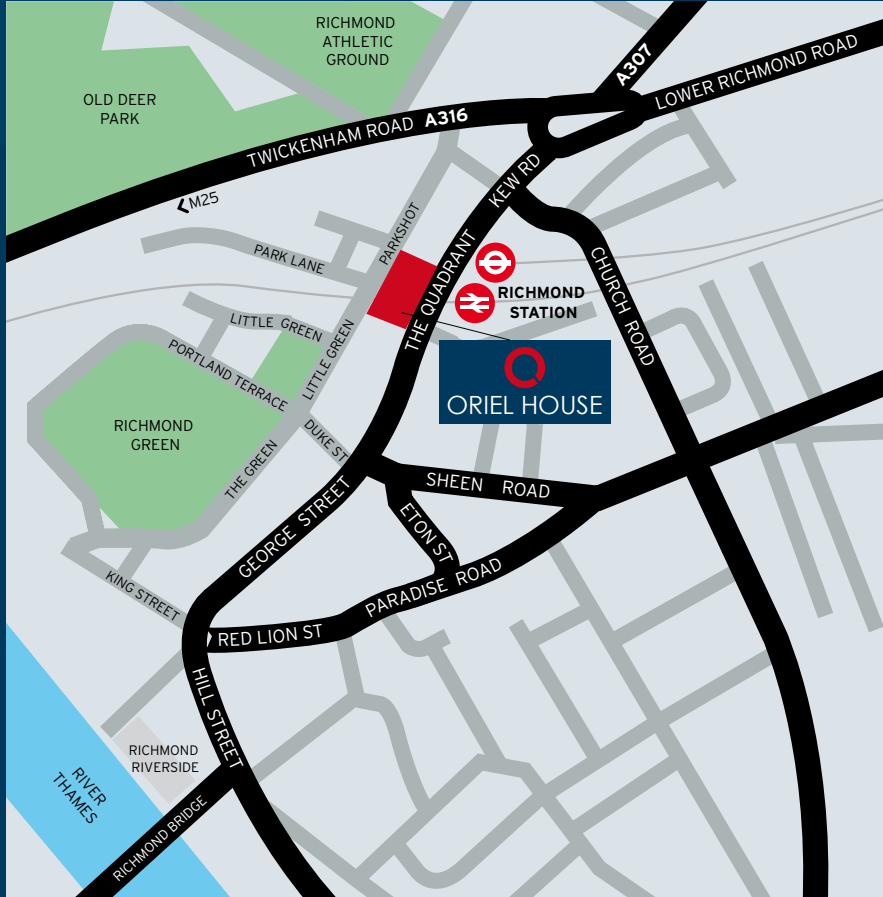 RICHMOND
ATHLETIC
GROUND
OLD DEER
PARK
A307
LOWER RICHMOND ROAD
TWICKENHAM ROAD A316
M25
KEW RD
PARKSHOT
PARK LANE
THE QUADRANT
CHURCH ROAD
RICHMOND
STATION
LITTLE GREEN
LITTLE GREEN
PORTLAND TERRACE
ORIEL HOUSE
RICHMOND
GREEN
THE GREEN
DUKE ST
SHEEN ROAD
GEORGE STREET
ETON ST
PARADISE ROAD
KING STREET
RED LION ST
HILL STREET
RICHMOND
RIVERSIDE
RIVER
THAMES
RICHMOND BRIDGE